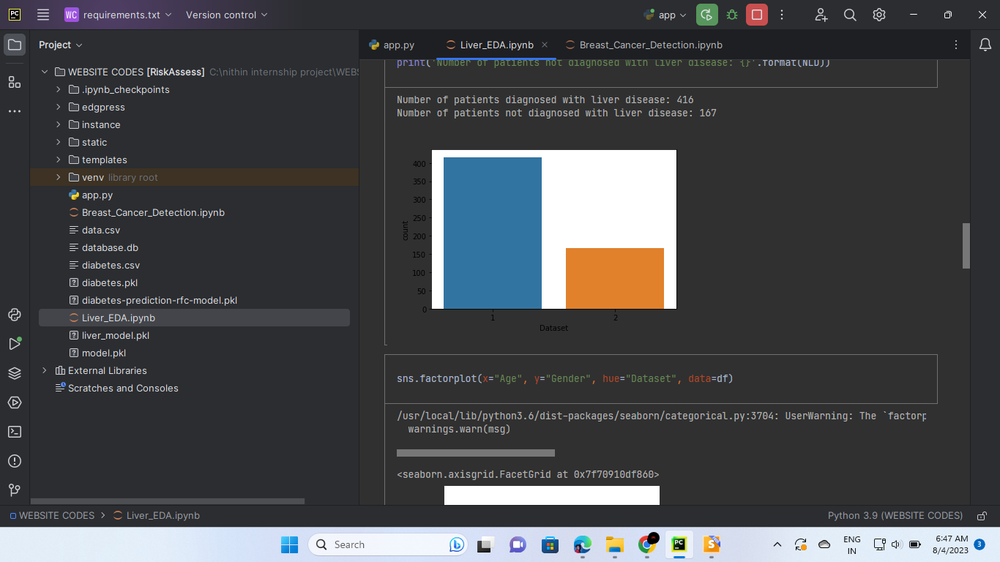 PC
WC requirements.txt Version control app
Project app.py Liver_EDA.ipynb Breast_Cancer_Detection.ipynb
WEBSITE CODES [RiskAssess] C:\nithin internship project\WEBS
.ipynb_checkpoints
edgpress
instance
static
templates
venv library root
app.py
Breast_Cancer_Detection.ipynb
data.csv
database.db
diabetes.csv
diabetes.pkl
diabetes-prediction-rfc-model.pkl
Liver_EDA.ipynb
liver_model.pkl
model.pkl
External Libraries
Scratches and Consoles
print('Number of patients not diagnosed with liver disease: {}'.format(NLD))
Number of patients diagnosed with liver disease: 416
Number of patients not diagnosed with liver disease: 167
400
350
300
250
200
150
100
50
0
count
1 2
Dataset
sns.factorplot(x="Age", y="Gender", hue="Dataset", data=df)
/usr/local/lib/python3.6/dist-packages/seaborn/categorical.py:3704: UserWarning: The `factorp
warnings.warn(msg)
<seaborn.axisgrid.FacetGrid at 0x7f70910df860>
WEBSITE CODES > Liver_EDA.ipynb Python 3.9 (WEBSITE CODES)
Search PC ENG 6:47 AM
IN 8/4/2023 3